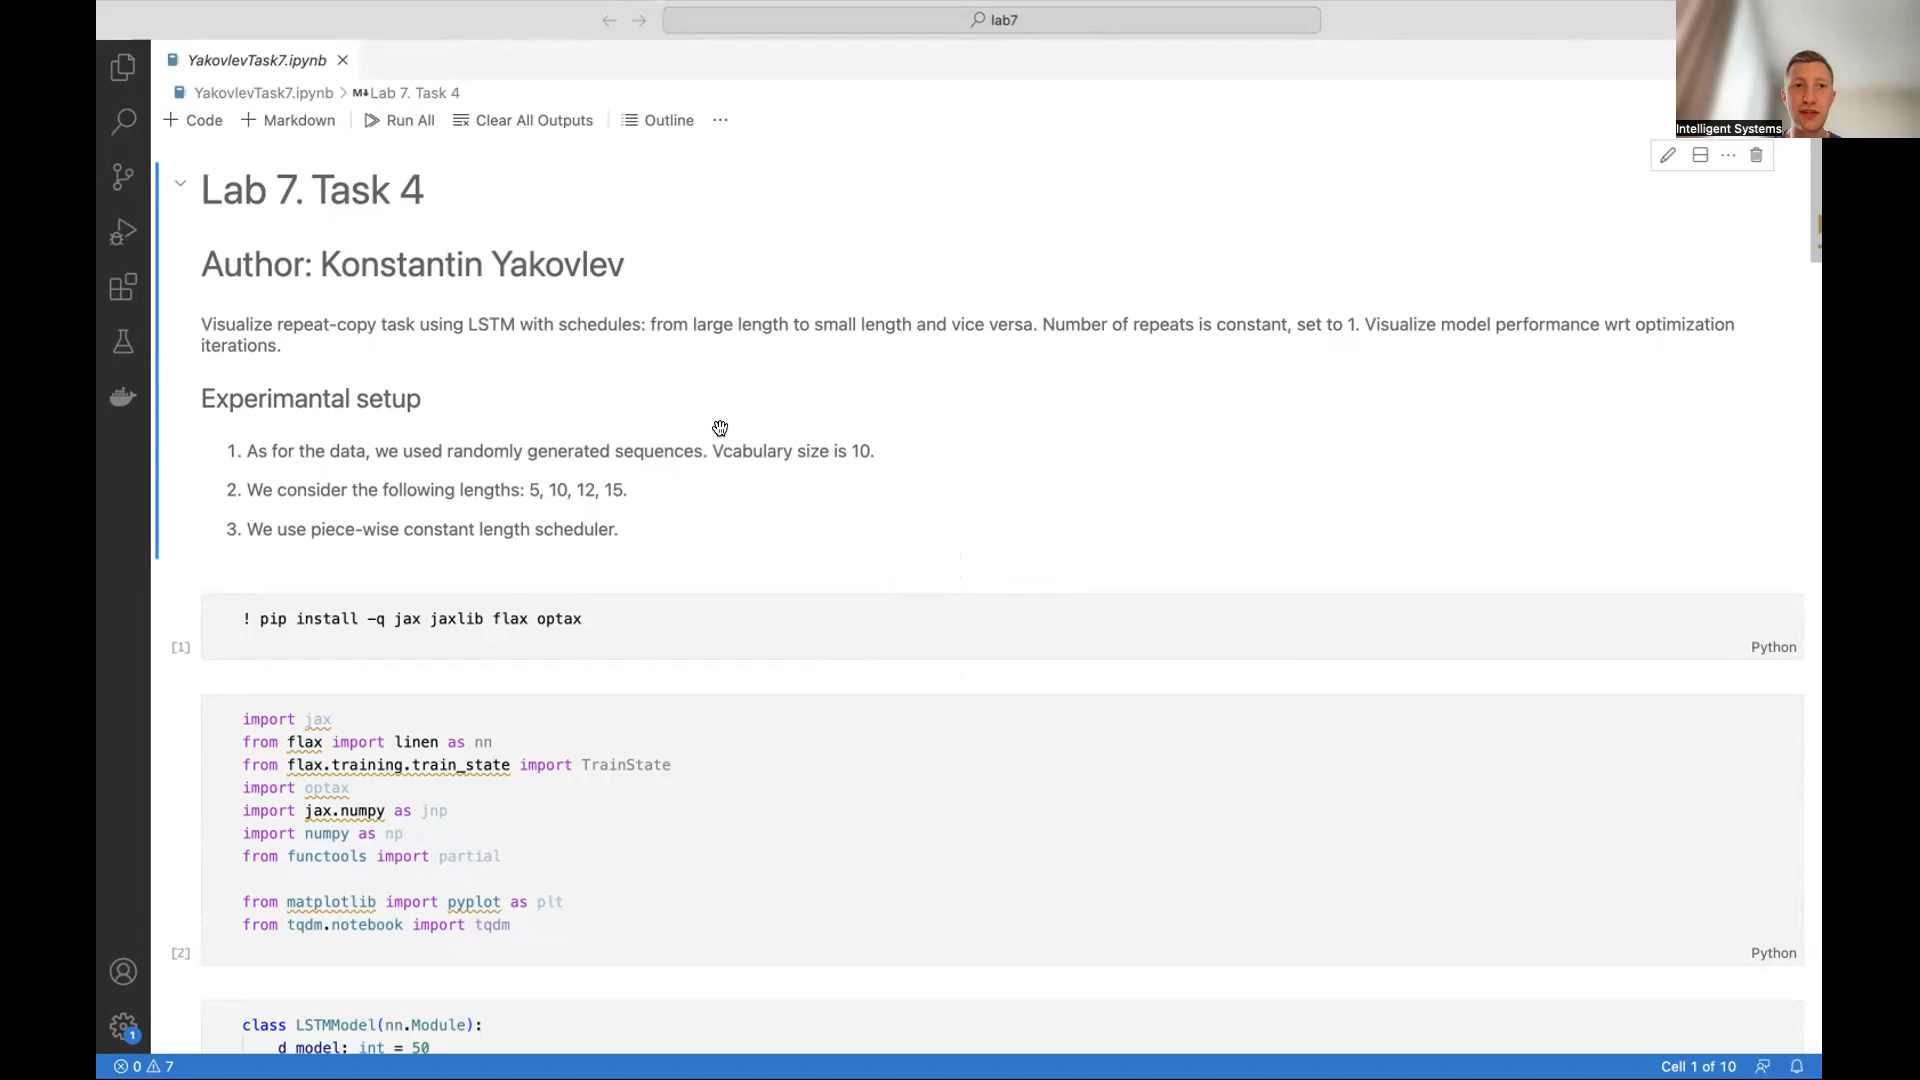 lab7
YakovlevTask7.ipynb
YakovlevTask7.ipynb > M↓Lab 7. Task 4
+ Code + Markdown Run All Clear All Outputs Outline ...
Intelligent Systems
Lab 7. Task 4
Author: Konstantin Yakovlev
Visualize repeat-copy task using LSTM with schedules: from large length to small length and vice versa. Number of repeats is constant, set to 1. Visualize model performance wrt optimization
iterations.
Experimantal setup
1. As for the data, we used randomly generated sequences. Vcabulary size is 10.
2. We consider the following lengths: 5, 10, 12, 15.
3. We use piece-wise constant length scheduler.
! pip install -q jax jaxlib flax optax
[1]
Python
import jax
from flax import linen as nn
from flax.training.train_state import TrainState
import optax
import jax.numpy as jnp
import numpy as np
from functools import partial
from matplotlib import pyplot as plt
from tqdm.notebook import tqdm
[2]
Python
class LSTMModel(nn.Module):
d_model: int = 50
1
0 7
Cell 1 of 10